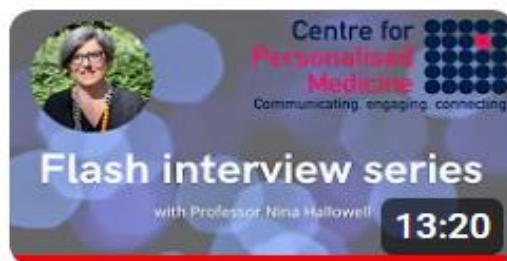 Centre for
Personalised
Medicine
Communicating, engaging, connecting
Flash interview series
with Professor Nina Hallowell
13:20